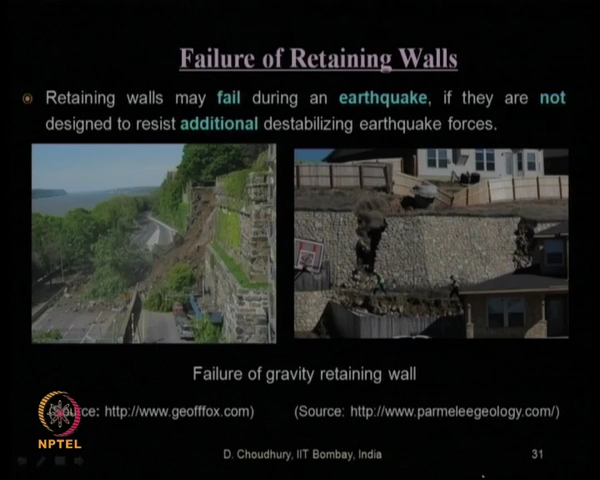 Failure of Retaining Walls
Retaining walls may fail during an earthquake, if they are not
designed to resist additional destabilizing earthquake forces.
Failure of gravity retaining wall
(Source: http://www.geofffox.com) (Source: http://www.parmeleegeology.com/)
NPTEL
D. Choudhury, IIT Bombay, India 31